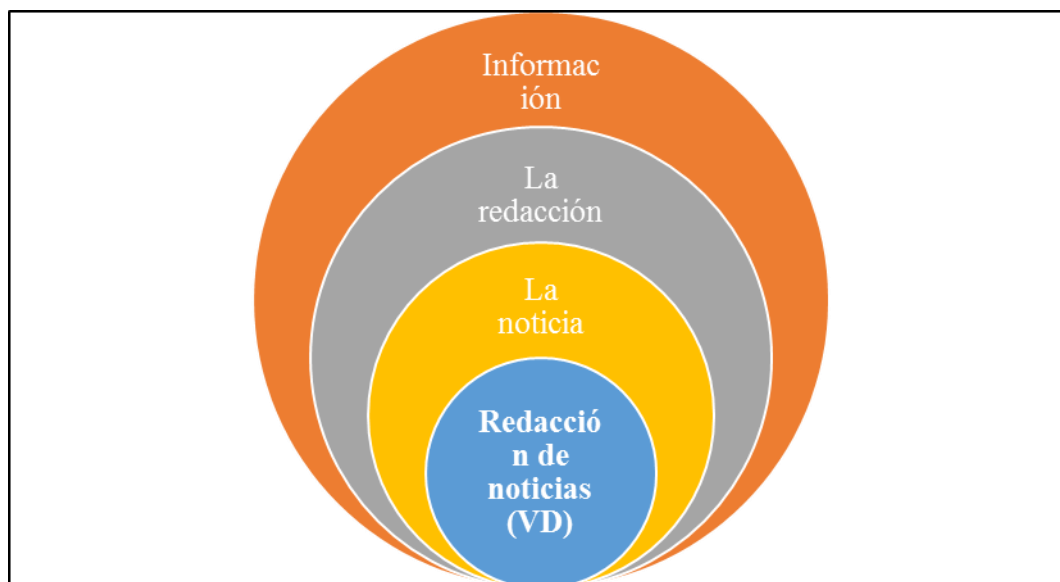 Informac
ión
La
redacción
La
noticia
Redacció
n de
noticias
(VD)